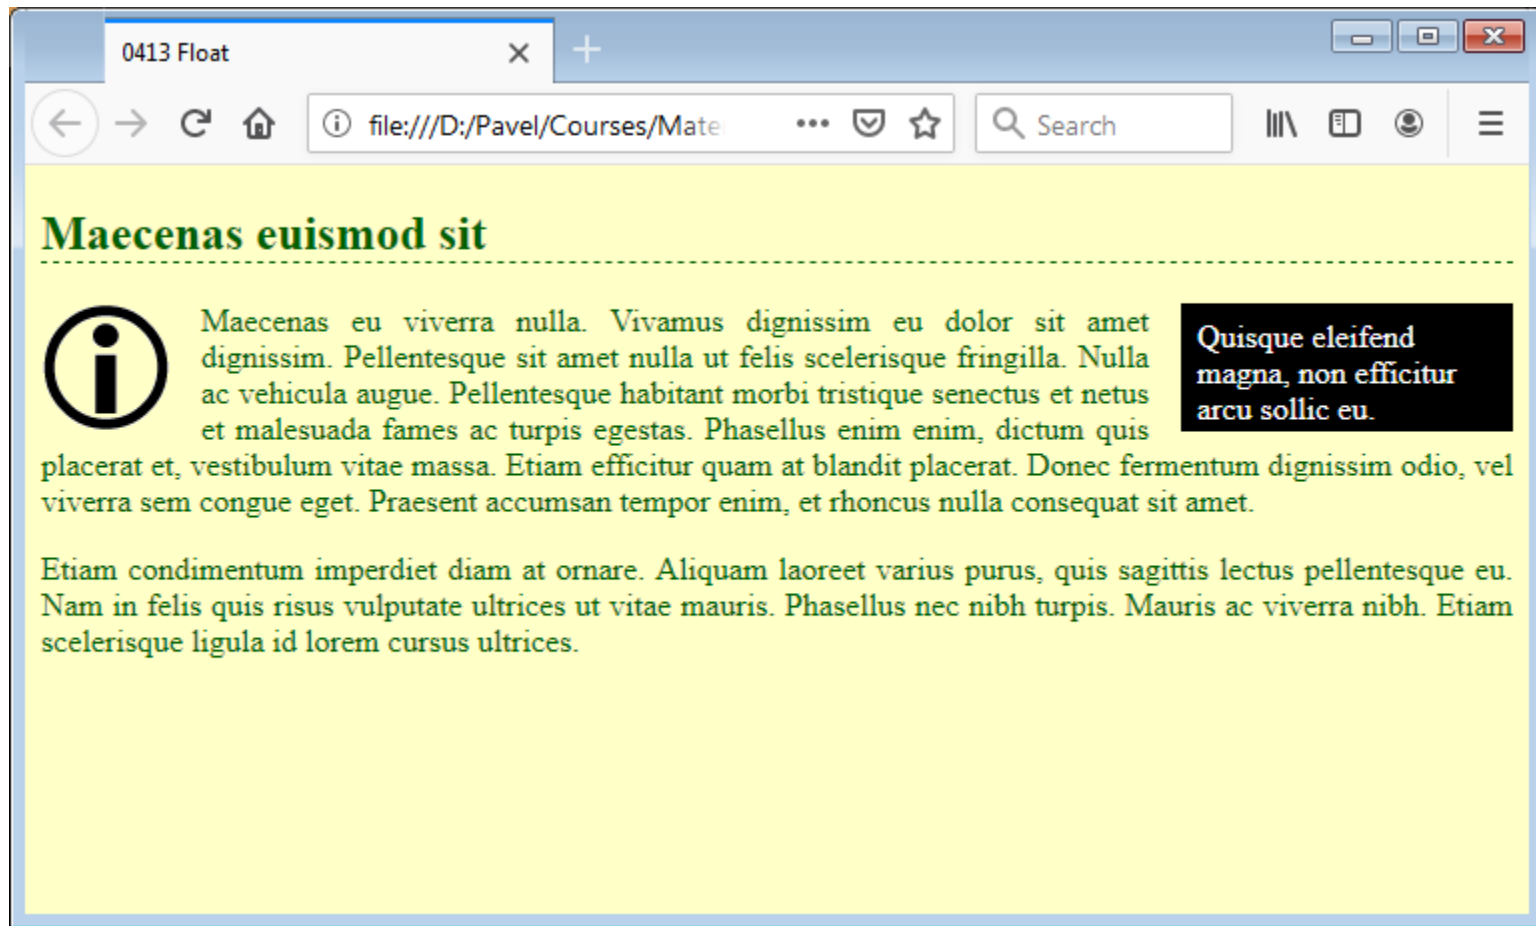 0413 Float
file:///D:/Pavel/Courses/Mate
Search
Maecenas euismod sit
Maecenas eu viverra nulla. Vivamus dignissim eu dolor sit amet
dignissim. Pellentesque sit amet nulla ut felis scelerisque fringilla. Nulla
ac vehicula augue. Pellentesque habitant morbi tristique senectus et netus
et malesuada fames ac turpis egestas. Phasellus enim enim, dictum quis
placerat et, vestibulum vitae massa. Etiam efficitur quam at blandit placerat. Donec fermentum dignissim odio, vel
viverra sem congue eget. Praesent accumsan tempor enim, et rhoncus nulla consequat sit amet.
Quisque eleifend
magna, non efficitur
arcu sollic eu.
Etiam condimentum imperdiet diam at ornare. Aliquam laoreet varius purus, quis sagittis lectus pellentesque eu.
Nam in felis quis risus vulputate ultrices ut vitae mauris. Phasellus nec nibh turpis. Mauris ac viverra nibh. Etiam
scelerisque ligula id lorem cursus ultrices.